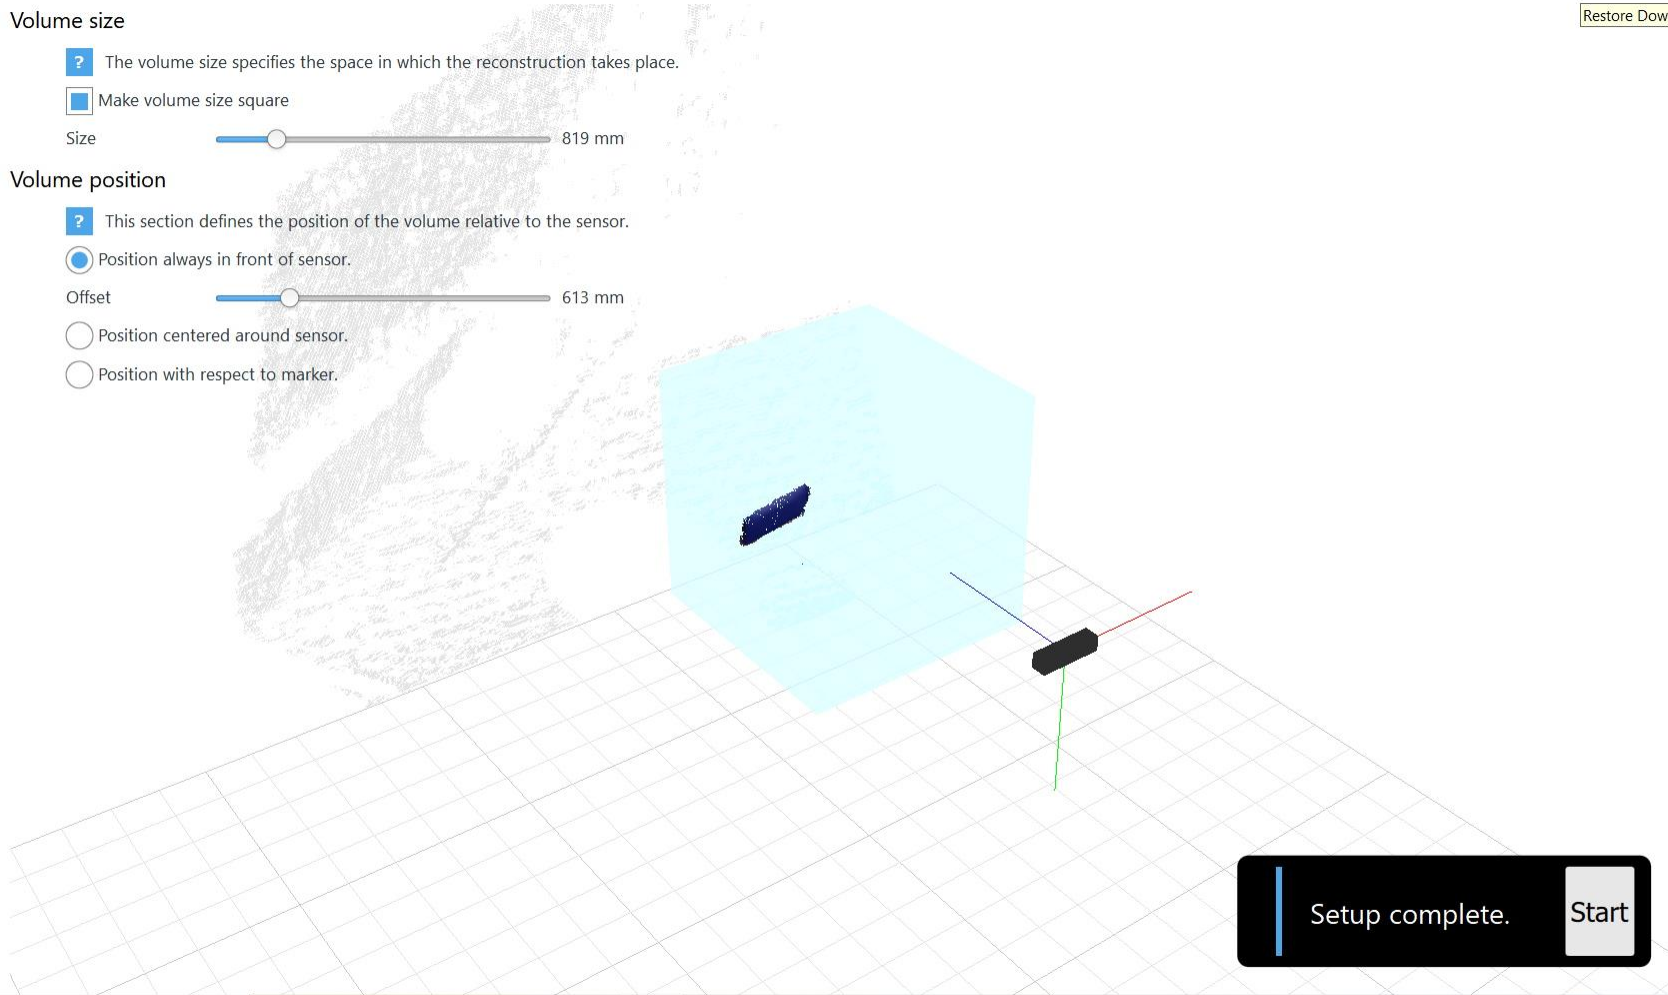 Volume size
Restore Dow
? The volume size specifies the space in which the reconstruction takes place.
Make volume size square
Size 819 mm
Volume position
? This section defines the position of the volume relative to the sensor.
Position always in front of sensor.
Offset 613 mm
Position centered around sensor.
Position with respect to marker.
Setup complete. Start